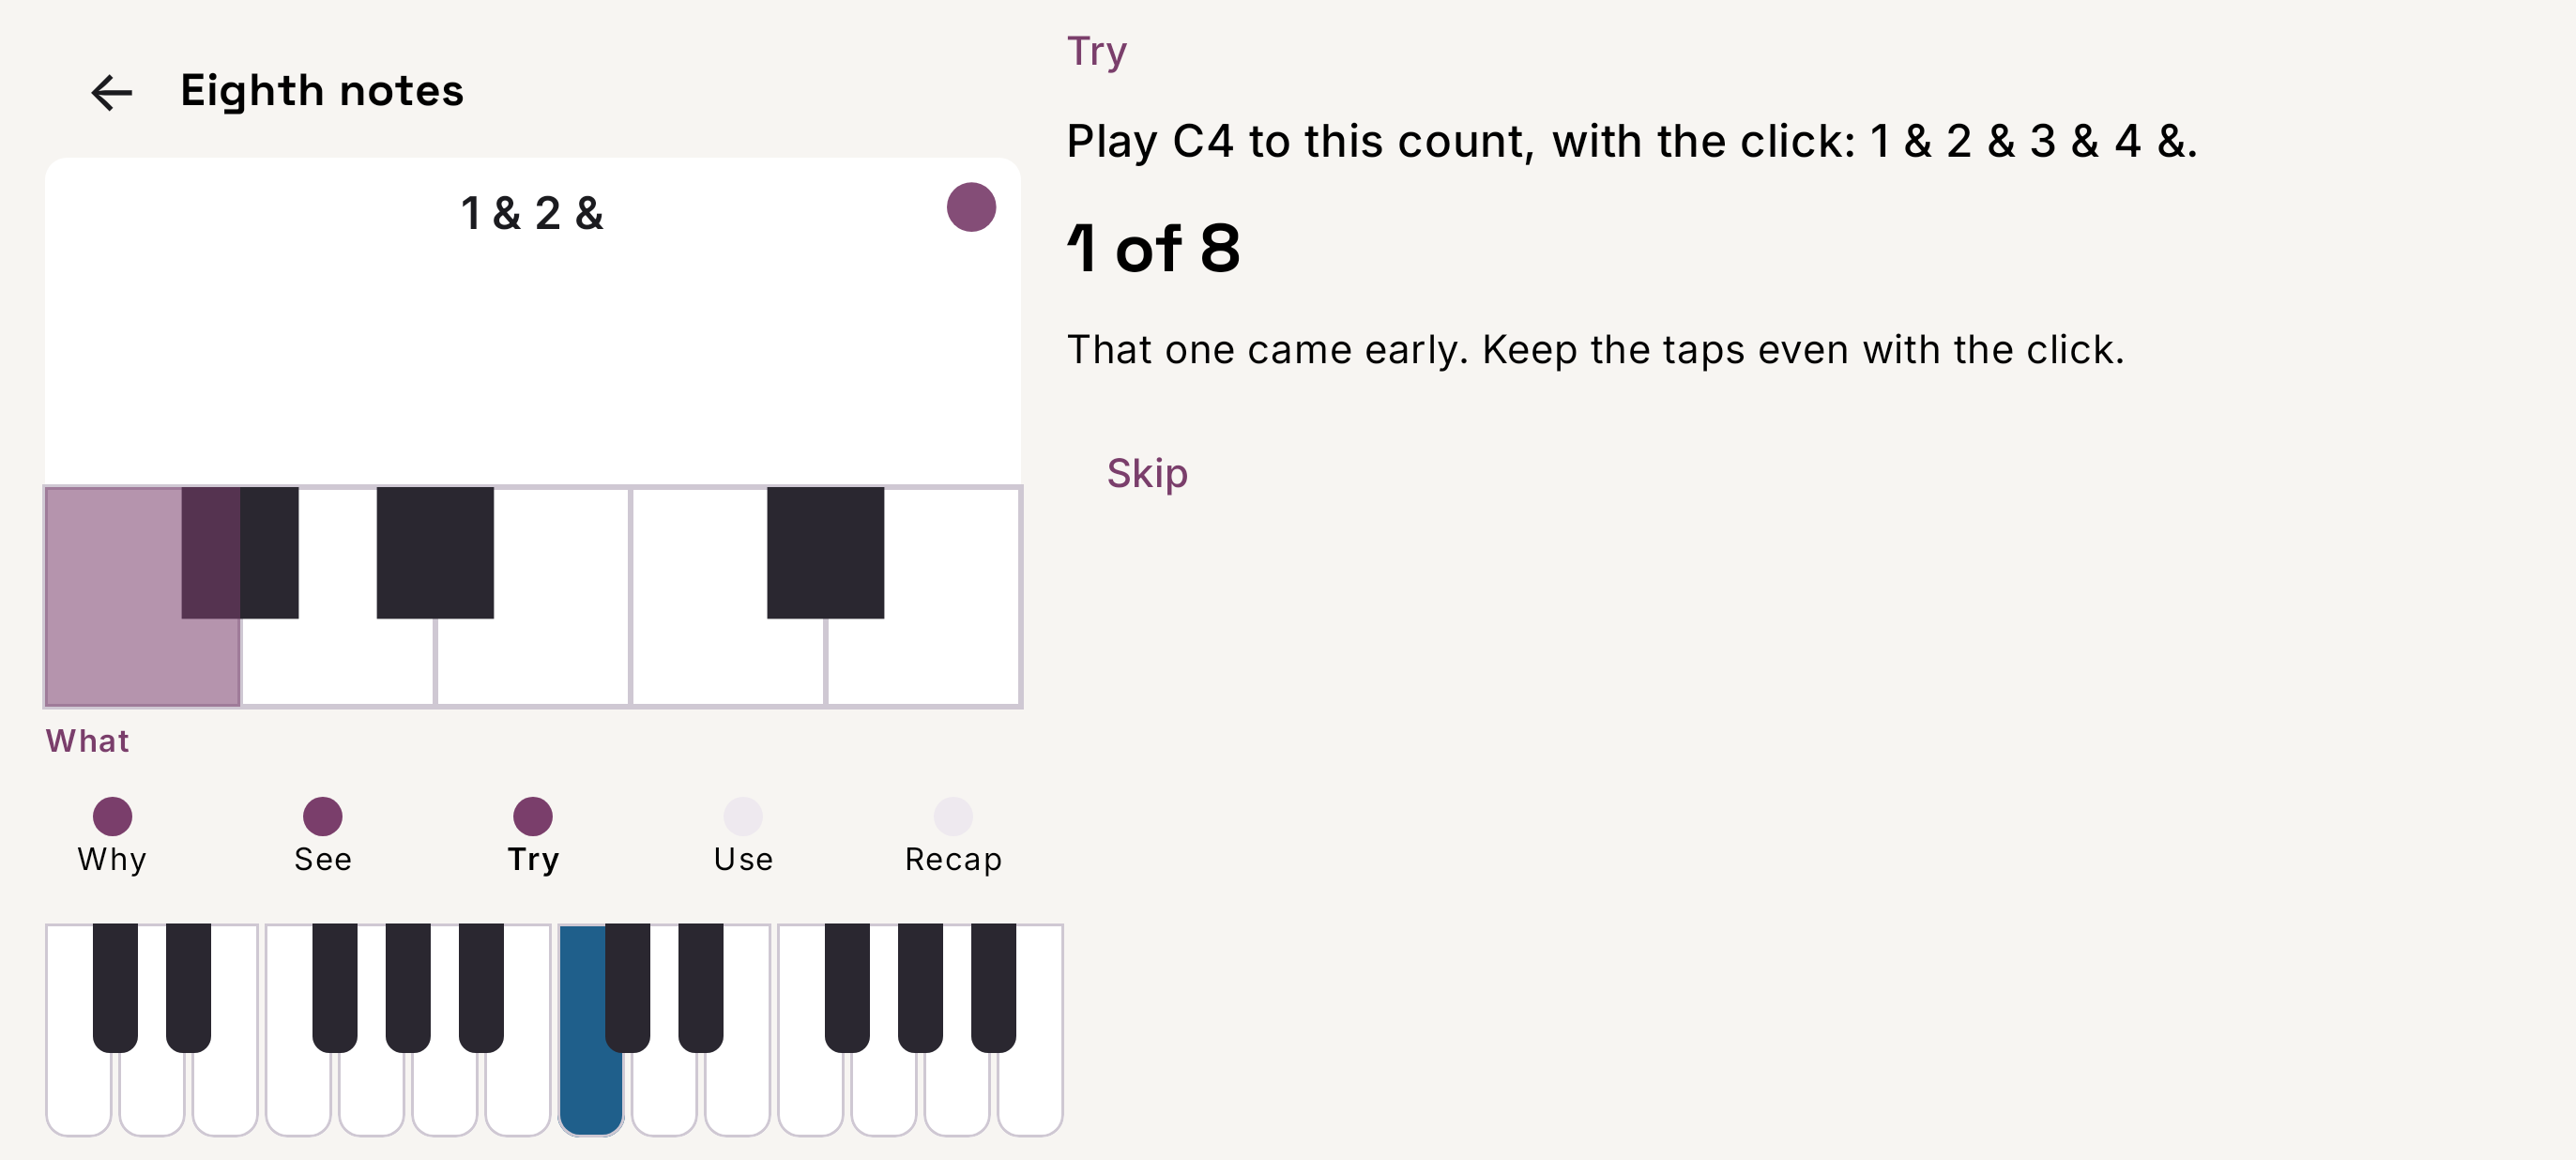 Eighth notes
1 & 2 &
What
Why See Try Use Recap
Try
Play C4 to this count, with the click: 1 & 2 & 3 & 4 &.
1 of 8
That one came early. Keep the taps even with the click.
Skip